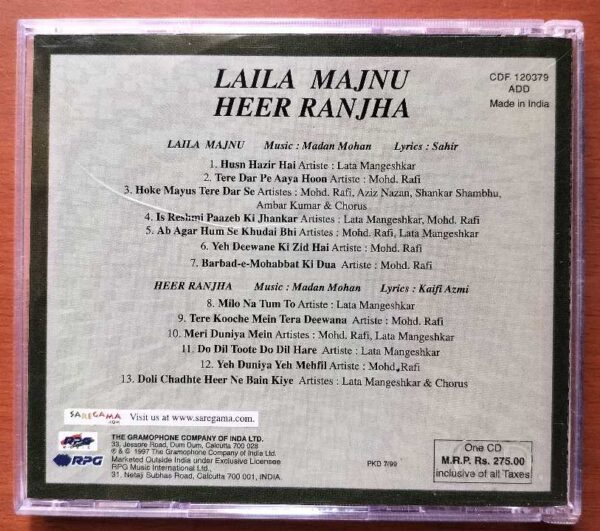 LAILA MAJNU
HEER RANJHA
CDF 120379
ADD
Made in India
LAILA MAJNU Music : Madan Mohan Lyrics : Sahir
1. Husn Hazir Hai Artiste : Lata Mangeshkar
2. Tere Dar Pe Aaya Hoon Artiste : Mohd. Rafi
3. Hoke Mayus Tere Dar Se Artistes : Mohd. Rafi, Aziz Nazan, Shankar Shambhu,
Ambar Kumar & Chorus
4. Is Reshmi Paazeb Ki Jhankar Artistes : Lata Mangeshkar, Mohd. Rafi
5. Ab Agar Hum Se Khudai Bhi Artistes : Mohd. Rafi, Lata Mangeshkar
6. Yeh Deewane Ki Zid Hai Artiste : Mohd. Rafi
7. Barbad-e-Mohabbat Ki Dua Artiste : Mohd. Rafi
HEER RANJHA Music : Madan Mohan Lyrics : Kaifi Azmi
8. Milo Na Tum To Artiste : Lata Mangeshkar
9. Tere Kooche Mein Tera Deewana Artiste : Mohd. Rafi
10. Meri Duniya Mein Artistes : Mohd. Rafi, Lata Mangeshkar
11. Do Dil Toote Do Dil Hare Artiste : Lata Mangeshkar
12. Yeh Duniya Yeh Mehfil Artiste : Mohd. Rafi
13. Doli Chadhte Heer Ne Bain Kiye Artistes : Lata Mangeshkar & Chorus
SAREGAMA .com Visit us at www.saregama.com
RPG
THE GRAMOPHONE COMPANY OF INDIA LTD.
33, Jessore Road, Dum Dum, Calcutta 700 028
℗ & © 1997 The Gramophone Company of India Ltd.
Marketed Outside India under Exclusive Licensee
RPG Music International Ltd.
31, Netaji Subhas Road, Calcutta 700 001, INDIA.
PKD 7/99
One CD
M.R.P. Rs. 275.00
inclusive of all Taxes